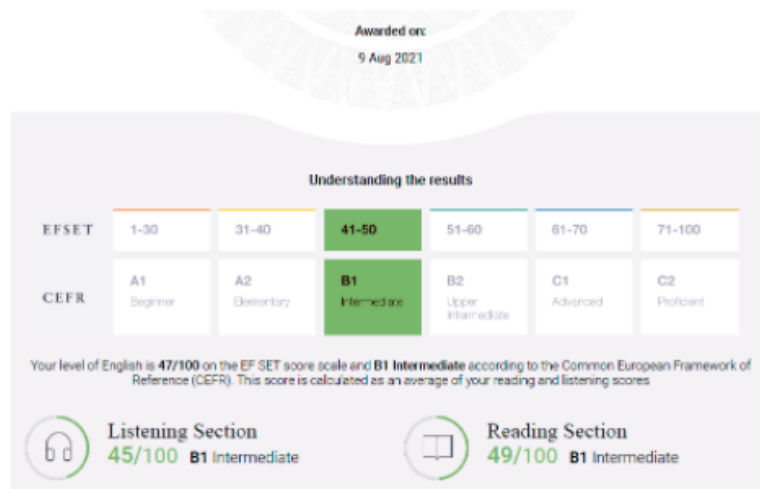 Awarded on:
9 Aug 2021
Understanding the results
EFSET 1-30 31-40 41-50 51-60 61-70 71-100
CEFR A1 A2 B1 B2 C1 C2
Beginner Elementary Intermediate Upper Intermediate Advanced Proficient
Your level of English is 47/100 on the EF SET score scale and B1 Intermediate according to the Common European Framework of
Reference (CEFR). This score is calculated as an average of your reading and listening scores
Listening Section
45/100 B1 Intermediate
Reading Section
49/100 B1 Intermediate